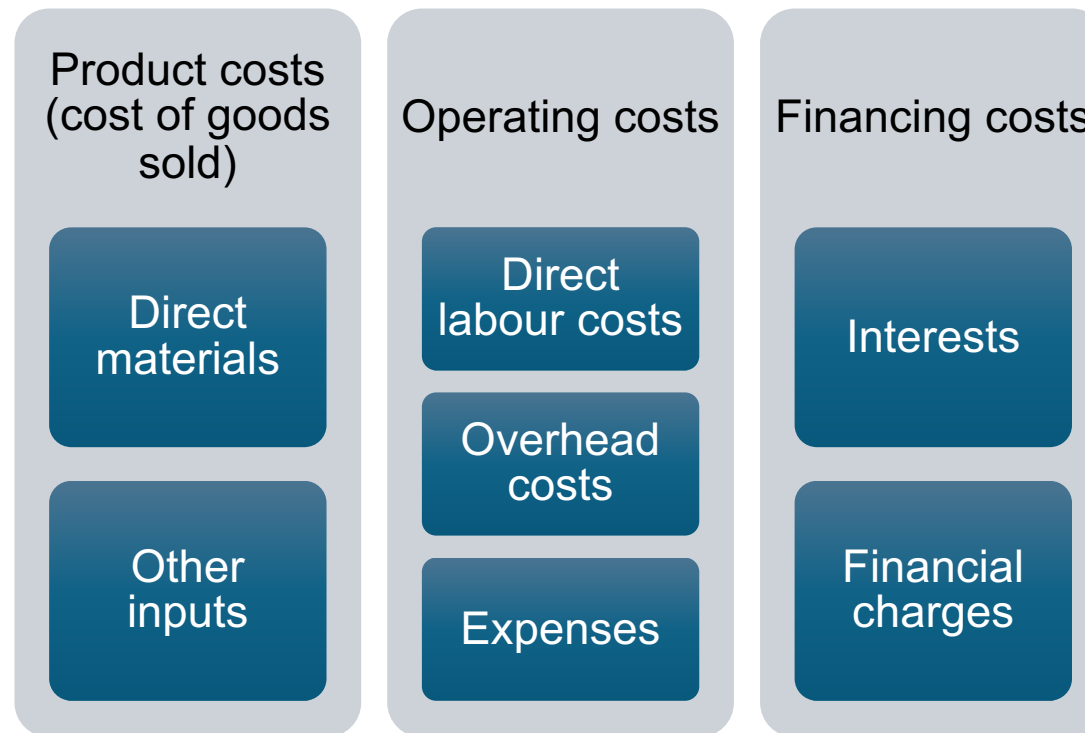 Product costs
(cost of goods
sold)
Direct
materials
Other
inputs
Operating costs
Direct
labour costs
Overhead
costs
Expenses
Financing costs
Interests
Financial
charges